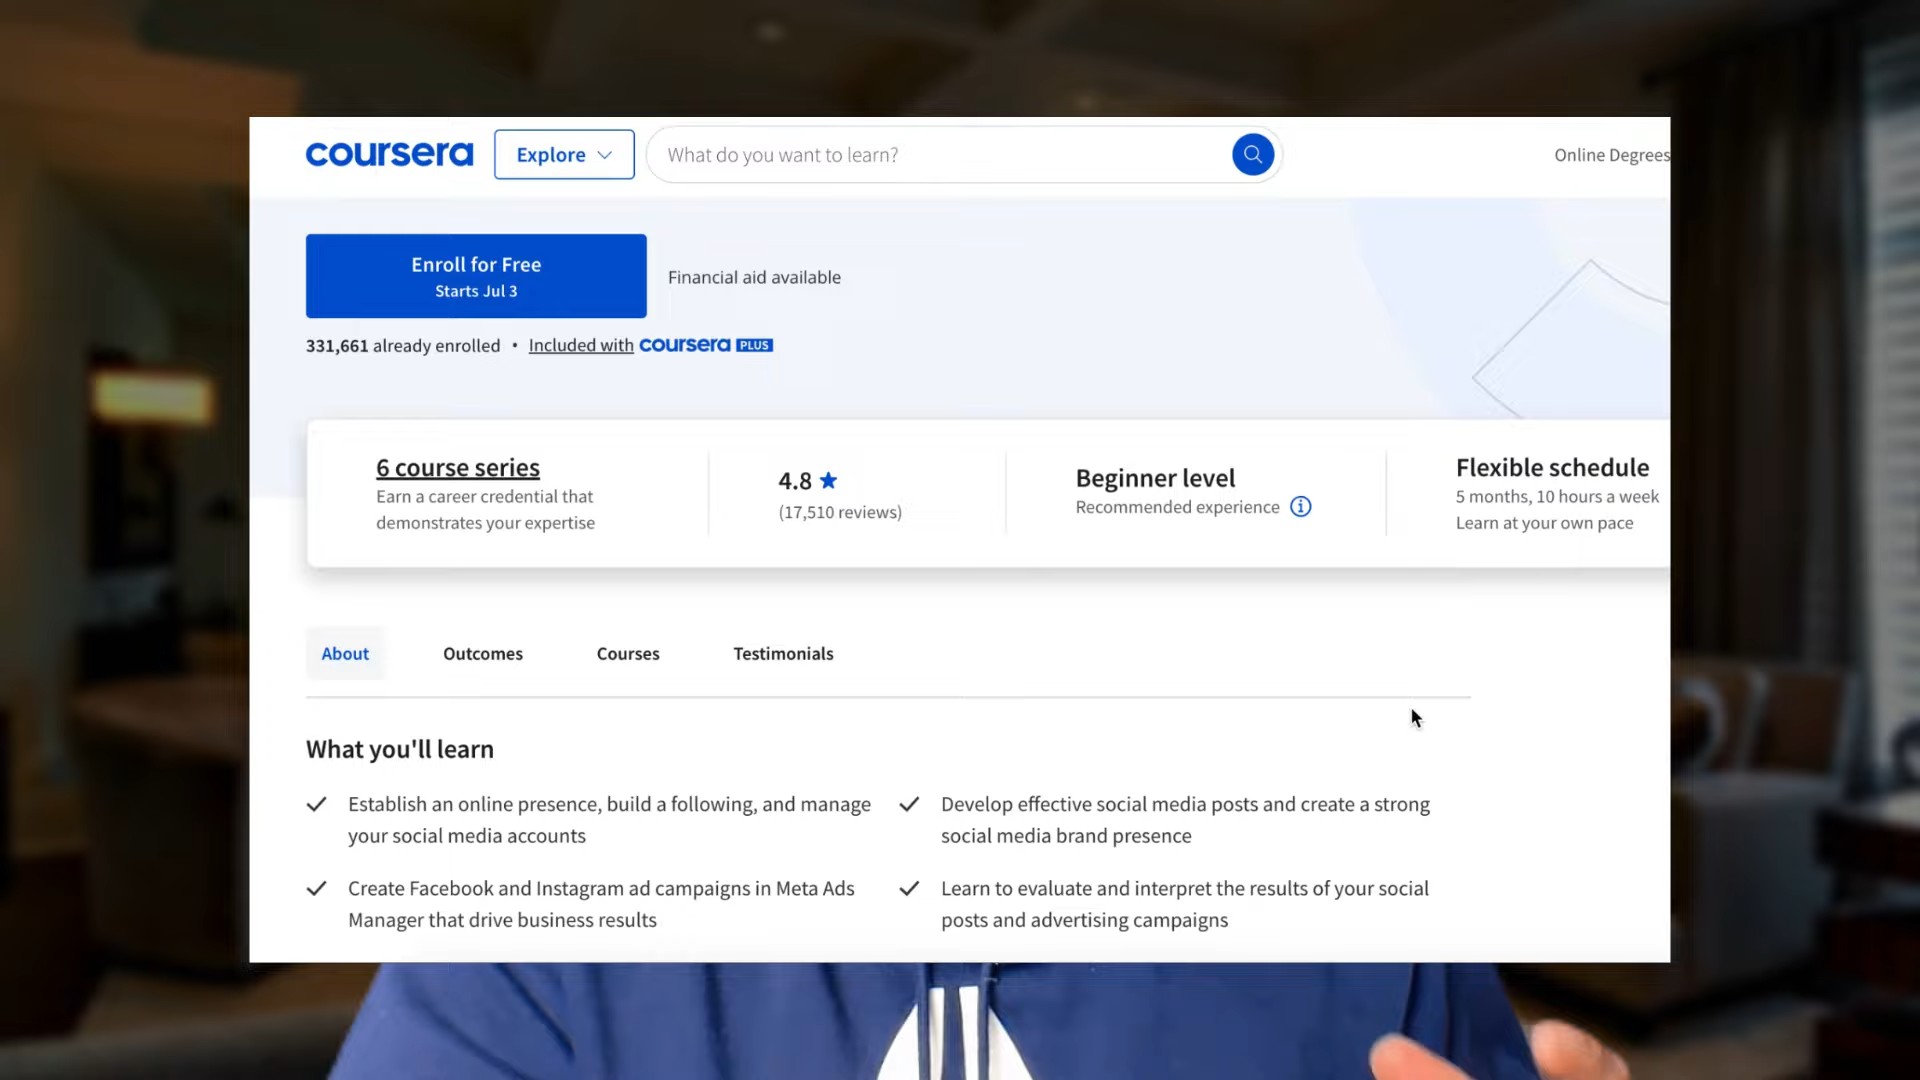 coursera
Explore
What do you want to learn?
Online Degrees
Enroll for Free
Starts Jul 3
Financial aid available
331,661 already enrolled • Included with coursera PLUS
6 course series
Earn a career credential that
demonstrates your expertise
4.8
(17,510 reviews)
Beginner level
Recommended experience
Flexible schedule
5 months, 10 hours a week
Learn at your own pace
About
Outcomes
Courses
Testimonials
What you'll learn
Establish an online presence, build a following, and manage
your social media accounts
Develop effective social media posts and create a strong
social media brand presence
Create Facebook and Instagram ad campaigns in Meta Ads
Manager that drive business results
Learn to evaluate and interpret the results of your social
posts and advertising campaigns